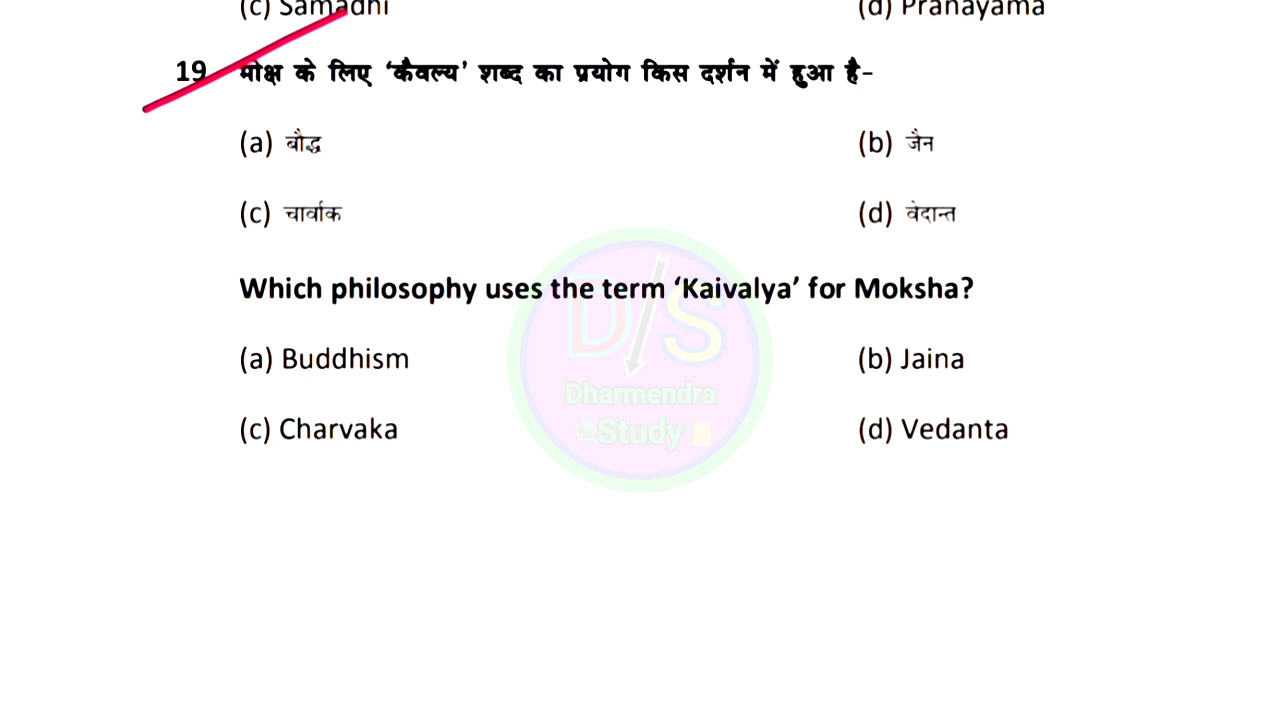 (c) Samadhi (d) Pranayama
19 मोक्ष के लिए ‘कैवल्य’ शब्द का प्रयोग किस दर्शन में हुआ है-
(a) बौद्ध (b) जैन
(c) चार्वाक (d) वेदान्त
Which philosophy uses the term ‘Kaivalya’ for Moksha?
(a) Buddhism (b) Jaina
(c) Charvaka (d) Vedanta
D/S
Dharmendra
Study